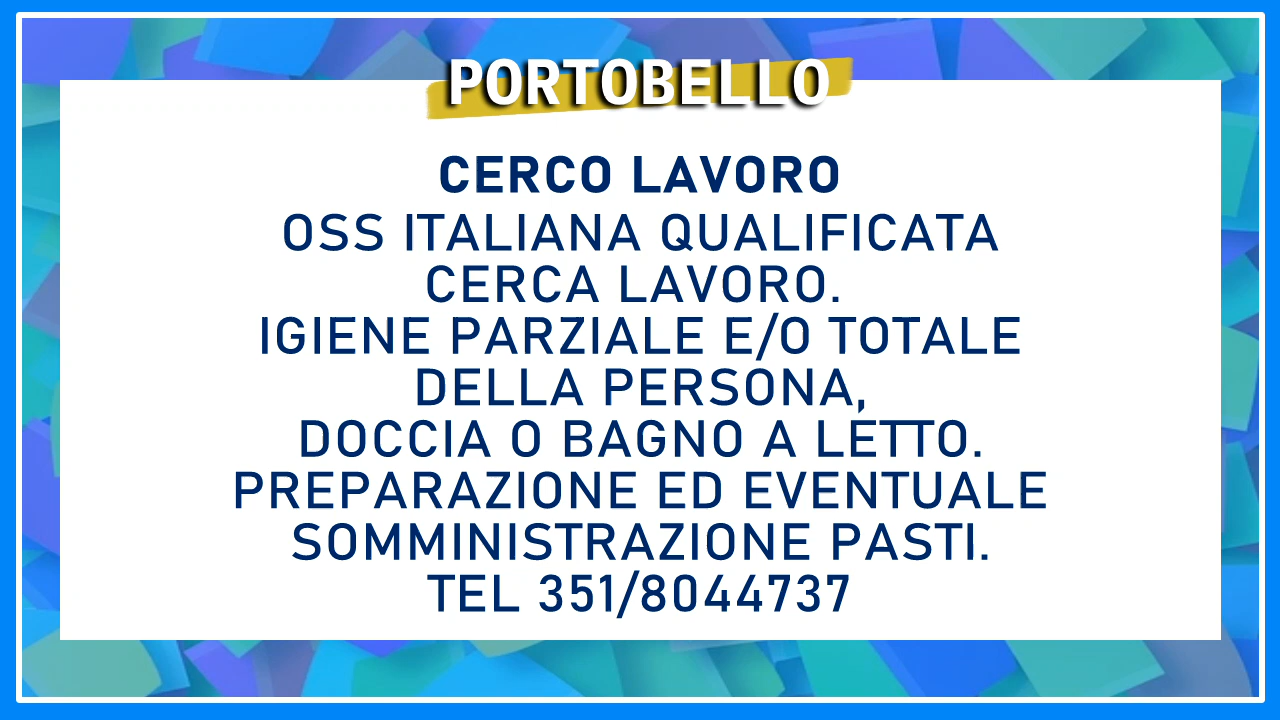 PORTOBELLO
CERCO LAVORO
OSS ITALIANA QUALIFICATA
CERCA LAVORO.
IGIENE PARZIALE E/O TOTALE
DELLA PERSONA,
DOCCIA O BAGNO A LETTO.
PREPARAZIONE ED EVENTUALE
SOMMINISTRAZIONE PASTI.
TEL 351/8044737